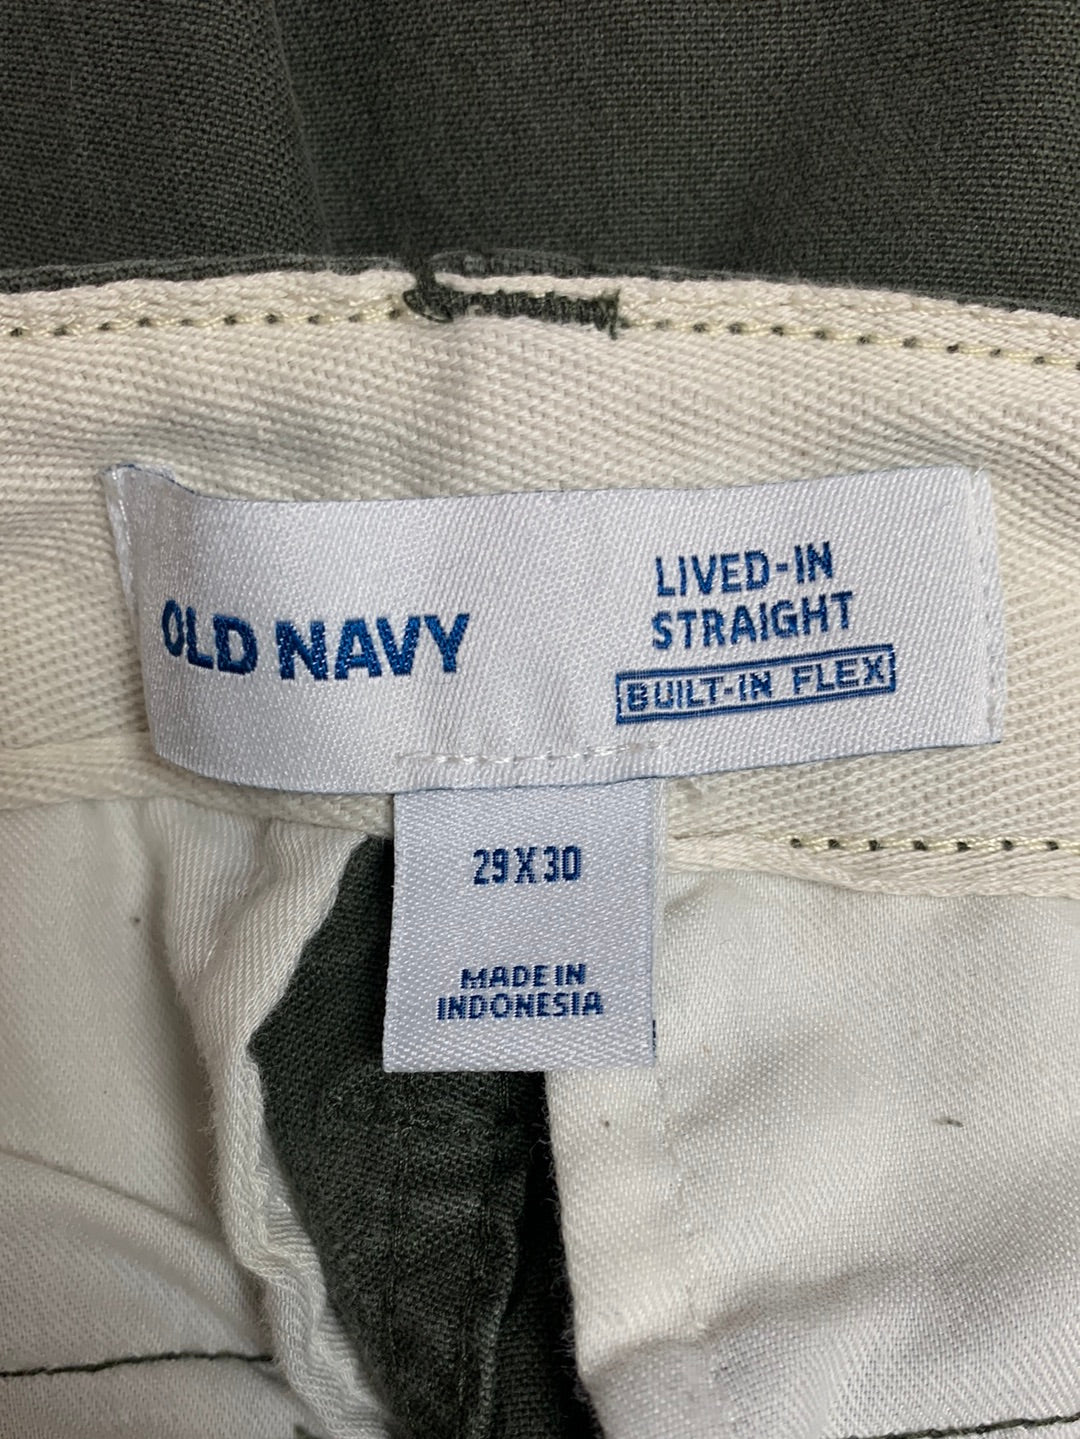 OLD NAVY
LIVED-IN
STRAIGHT
BUILT-IN FLEX
29X30
MADE IN
INDONESIA